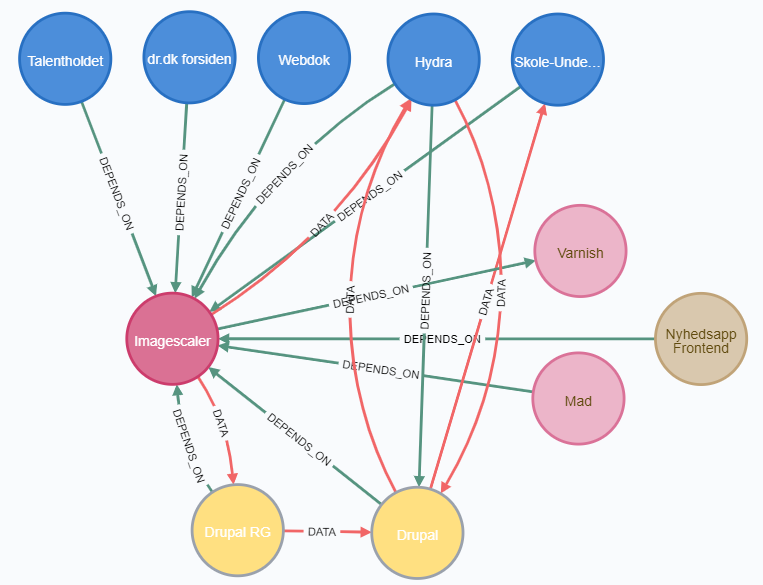 Talentholdet
dr.dk forsiden
Webdok
Hydra
Skole-Unde...
DEPENDS_ON
DEPENDS_ON
DEPENDS_ON
DEPENDS_ON
DEPENDS_ON
DATA
Varnish
DEPENDS_ON
DEPENDS_ON
DATA
DATA
DATA
Imagescaler
DEPENDS_ON
Nyhedsapp
Frontend
DEPENDS_ON
Mad
DATA
DEPENDS_ON
DEPENDS_ON
Drupal RG
DATA
Drupal